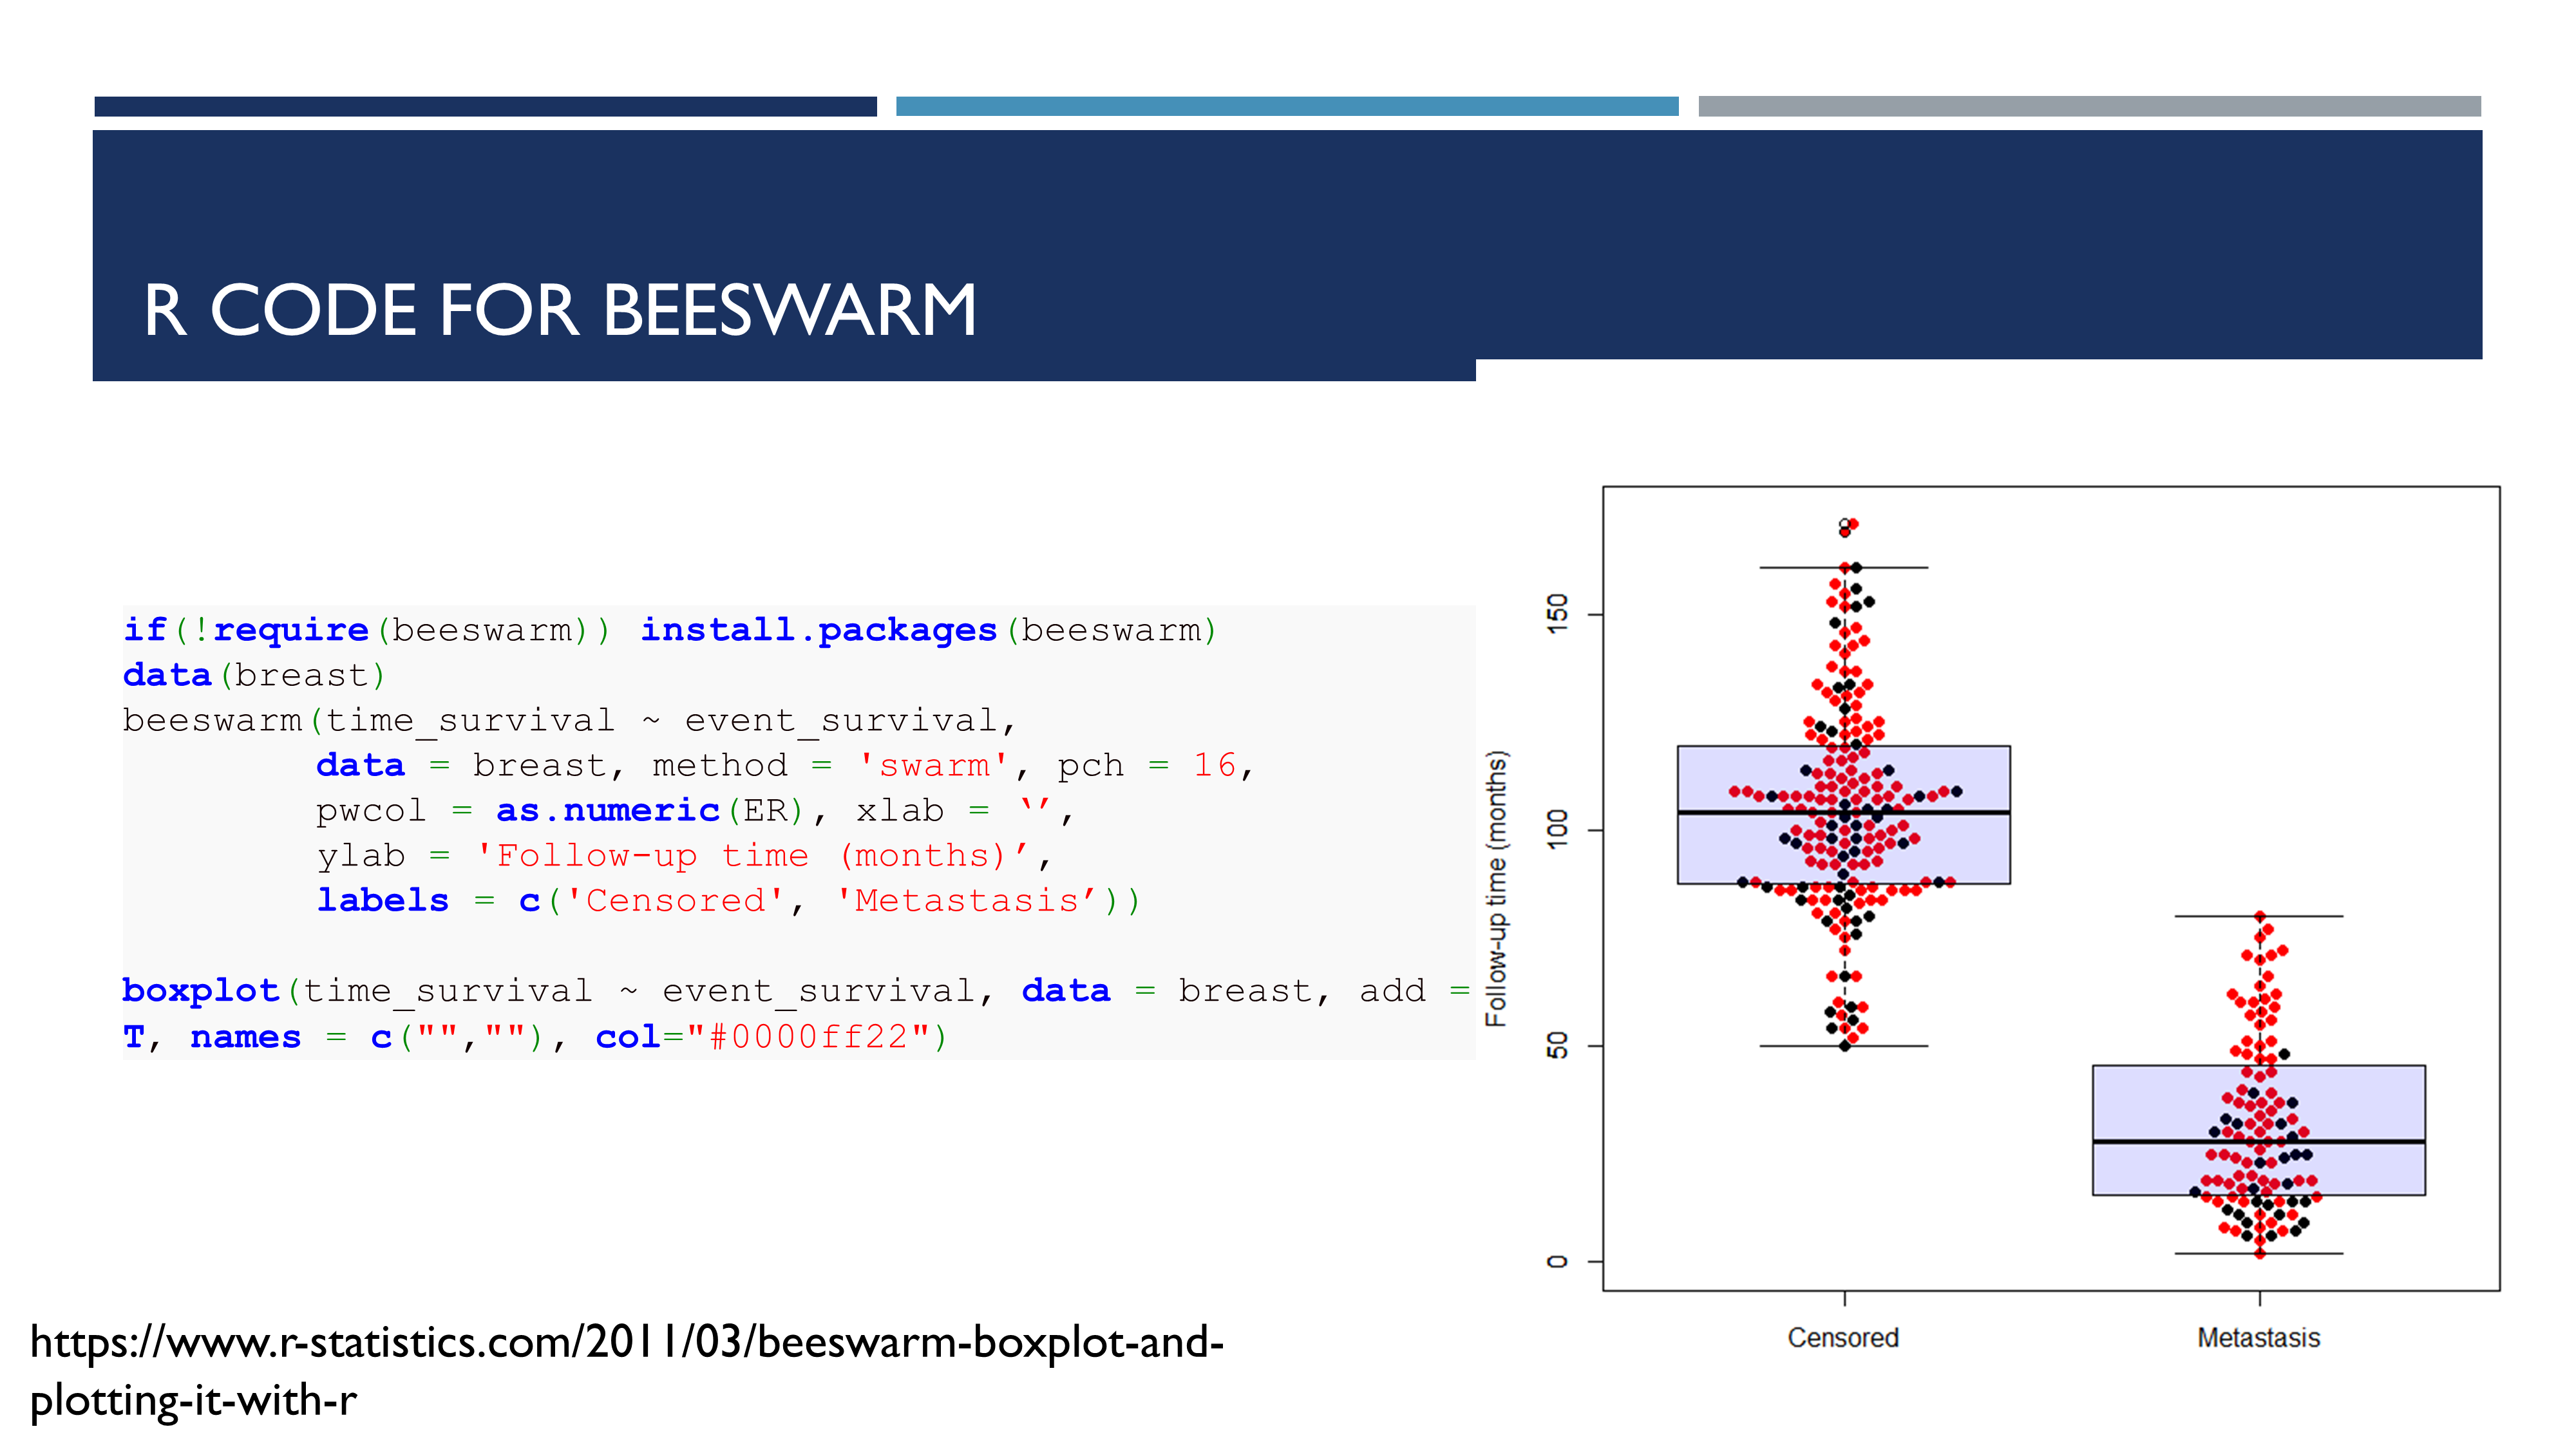 R CODE FOR BEESWARM
if(!require(beeswarm)) install.packages(beeswarm)
data(breast)
beeswarm(time_survival ~ event_survival,
data = breast, method = 'swarm', pch = 16,
pwcol = as.numeric(ER), xlab = ‘’,
ylab = 'Follow-up time (months)’,
labels = c('Censored', 'Metastasis’))
boxplot(time_survival ~ event_survival, data = breast, add =
T, names = c("",""), col="#0000ff22")
https://www.r-statistics.com/2011/03/beeswarm-boxplot-and-
plotting-it-with-r
Follow-up time (months)
150
100
50
0
Censored
Metastasis